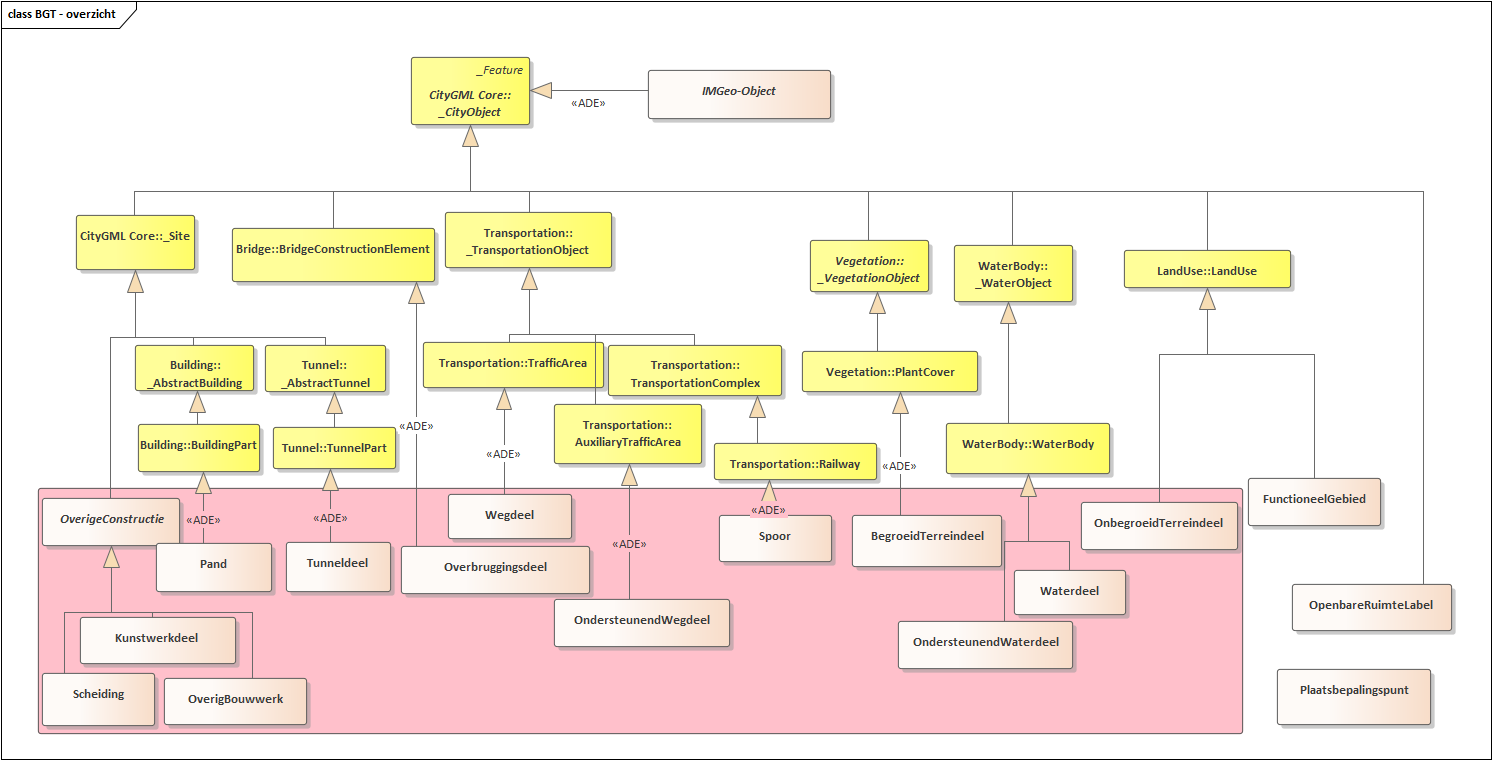 class BGT - overzicht
_Feature
CityGML Core::
_CityObject
«ADE»
IMGeo-Object
CityGML Core::_Site
Bridge::BridgeConstructionElement
Transportation::
_TransportationObject
Vegetation::
_VegetationObject
WaterBody::
_WaterObject
LandUse::LandUse
Building::
_AbstractBuilding
Tunnel::
_AbstractTunnel
Transportation::TrafficArea
Transportation::
TransportationComplex
Vegetation::PlantCover
«ADE»
Building::BuildingPart
Tunnel::TunnelPart
Transportation::
AuxiliaryTrafficArea
WaterBody::WaterBody
«ADE»
Transportation::Railway
«ADE»
OverigeConstructie
«ADE»
«ADE»
Wegdeel
«ADE»
Spoor
BegroeidTerreindeel
OnbegroeidTerreindeel
FunctioneelGebied
Pand
Tunneldeel
Overbruggingsdeel
«ADE»
Waterdeel
OpenbareRuimteLabel
Kunstwerkdeel
OndersteunendWegdeel
OndersteunendWaterdeel
Scheiding
OverigBouwwerk
Plaatsbepalingspunt